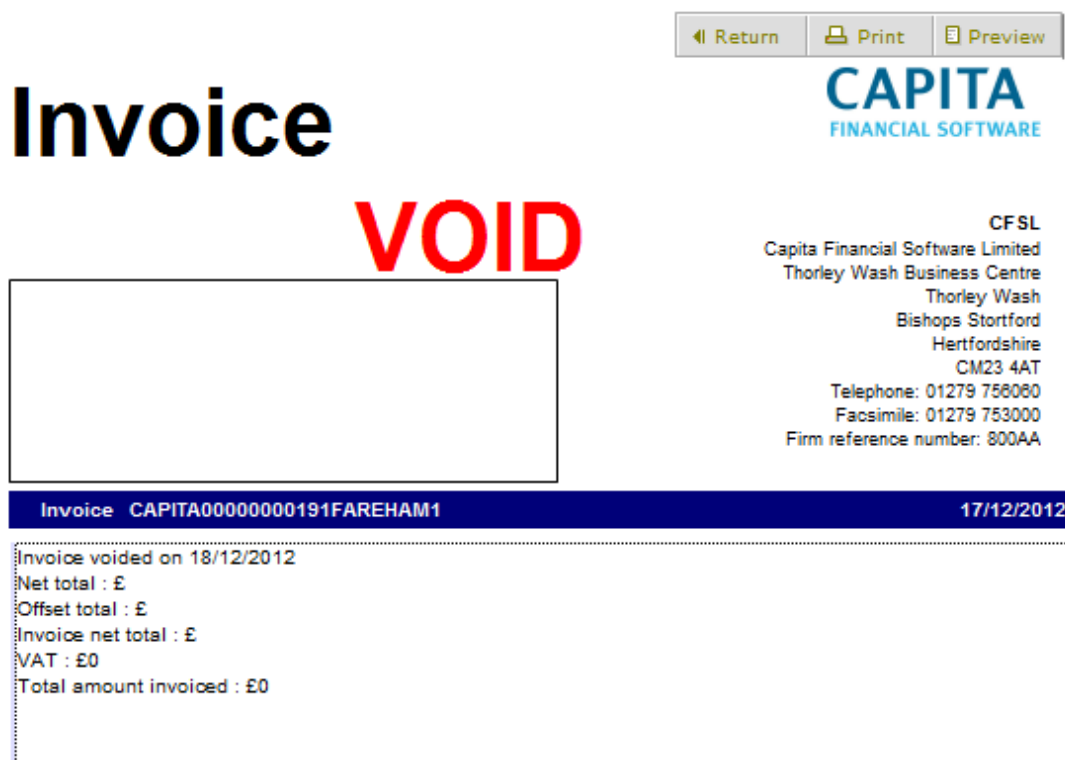 Return Print Preview
CAPITA
FINANCIAL SOFTWARE
Invoice
VOID
CFSL
Capita Financial Software Limited
Thorley Wash Business Centre
Thorley Wash
Bishops Stortford
Hertfordshire
CM23 4AT
Telephone: 01279 756060
Facsimile: 01279 753000
Firm reference number: 800AA
Invoice CAPITA00000000191FAREHAM1 17/12/2012
Invoice voided on 18/12/2012
Net total : £
Offset total : £
Invoice net total : £
VAT : £0
Total amount invoiced : £0